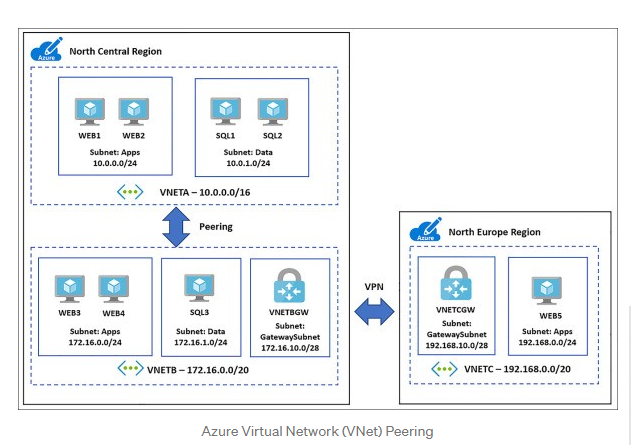 Azure
North Central Region
WEB1 WEB2
Subnet: Apps
10.0.0.0/24
SQL1 SQL2
Subnet: Data
10.0.1.0/24
VNETA – 10.0.0.0/16
Peering
WEB3 WEB4
Subnet: Apps
172.16.0.0/24
SQL3
Subnet: Data
172.16.1.0/24
VNETBGW
Subnet:
GatewaySubnet
172.16.10.0/28
VNETB – 172.16.0.0/20
VPN
Azure
North Europe Region
VNETCGW
Subnet:
GatewaySubnet
192.168.10.0/28
WEB5
Subnet: Apps
192.168.0.0/24
VNETC – 192.168.0.0/20
Azure Virtual Network (VNet) Peering